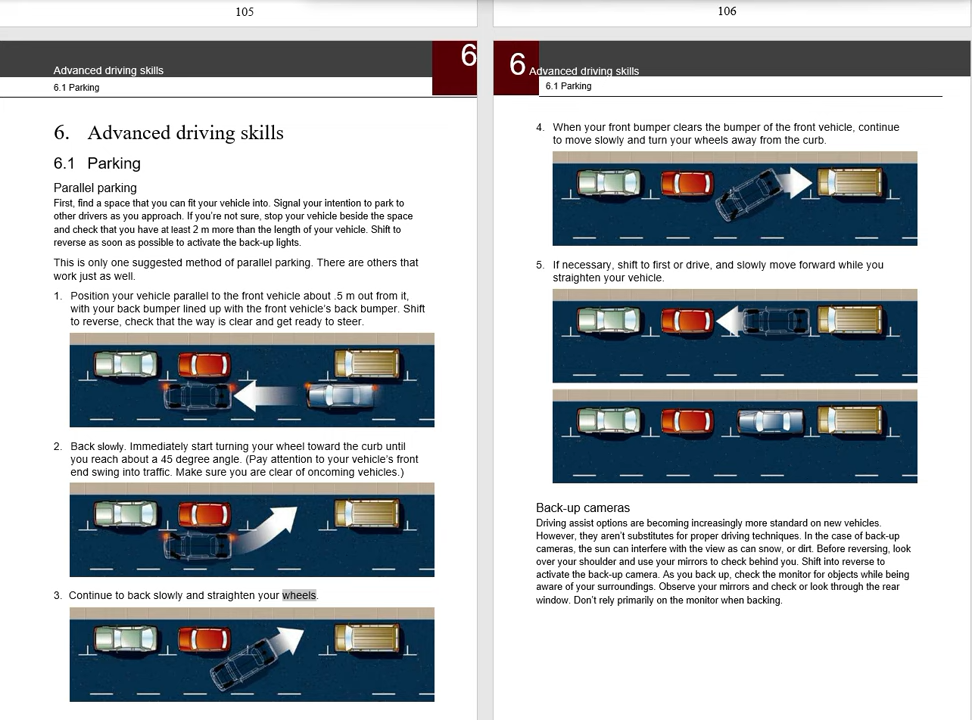 105
106
Advanced driving skills
6
6.1 Parking
6. Advanced driving skills
6.1 Parking
Parallel parking
First, find a space that you can fit your vehicle into. Signal your intention to park to
other drivers as you approach. If you're not sure, stop your vehicle beside the space
and check that you have at least 2 m more than the length of your vehicle. Shift to
reverse as soon as possible to activate the back-up lights.
This is only one suggested method of parallel parking. There are others that
work just as well.
1. Position your vehicle parallel to the front vehicle about .5 m out from it,
with your back bumper lined up with the front vehicle's back bumper. Shift
to reverse, check that the way is clear and get ready to steer.
2. Back slowly. Immediately start turning your wheel toward the curb until
you reach about a 45 degree angle. (Pay attention to your vehicle's front
end swing into traffic. Make sure you are clear of oncoming vehicles.)
3. Continue to back slowly and straighten your wheels.
6 Advanced driving skills
6.1 Parking
4. When your front bumper clears the bumper of the front vehicle, continue
to move slowly and turn your wheels away from the curb.
5. If necessary, shift to first or drive, and slowly move forward while you
straighten your vehicle.
Back-up cameras
Driving assist options are becoming increasingly more standard on new vehicles.
However, they aren't substitutes for proper driving techniques. In the case of back-up
cameras, the sun can interfere with the view as can snow, or dirt. Before reversing, look
over your shoulder and use your mirrors to check behind you. Shift into reverse to
activate the back-up camera. As you back up, check the monitor for objects while being
aware of your surroundings. Observe your mirrors and check or look through the rear
window. Don't rely primarily on the monitor when backing.